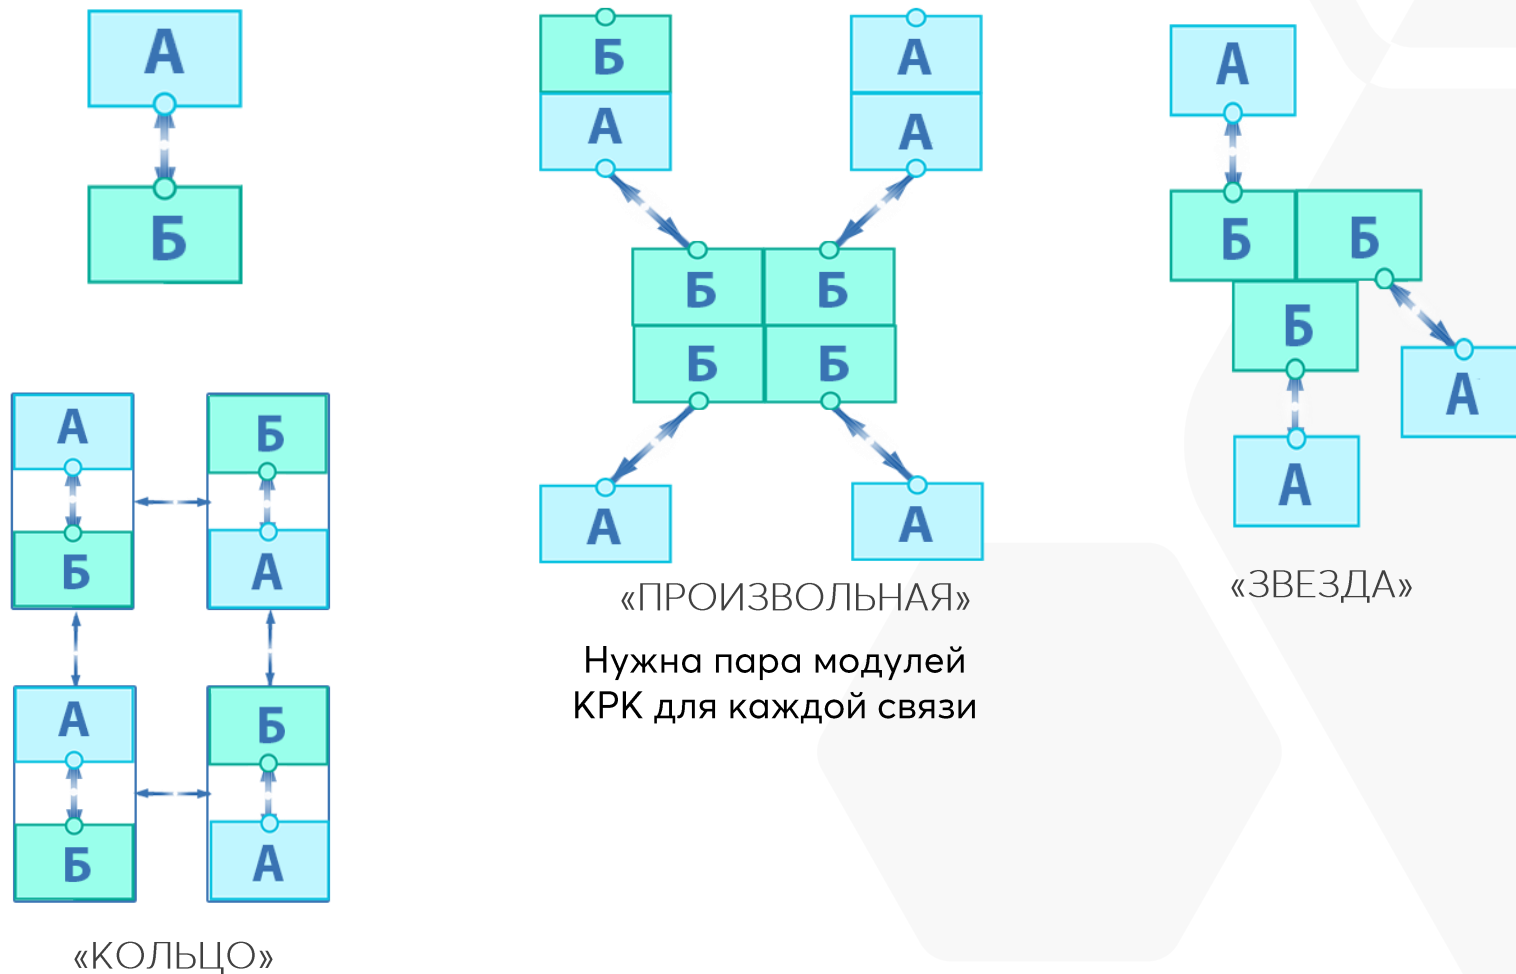 А
Б
А
Б
Б
А
А
Б
Б
А
«КОЛЬЦО»
Б
А
А
А
Б
Б
Б
Б
А
А
«ПРОИЗВОЛЬНАЯ»
Нужна пара модулей
КРК для каждой связи
А
Б
Б
Б
А
А
«ЗВЕЗДА»